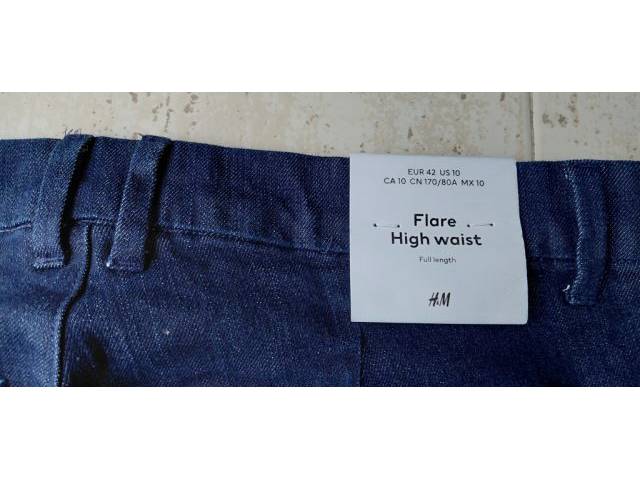 EUR 42 US 10
CA 10 CN 170/80A MX 10
Flare
High waist
Full length
H&M